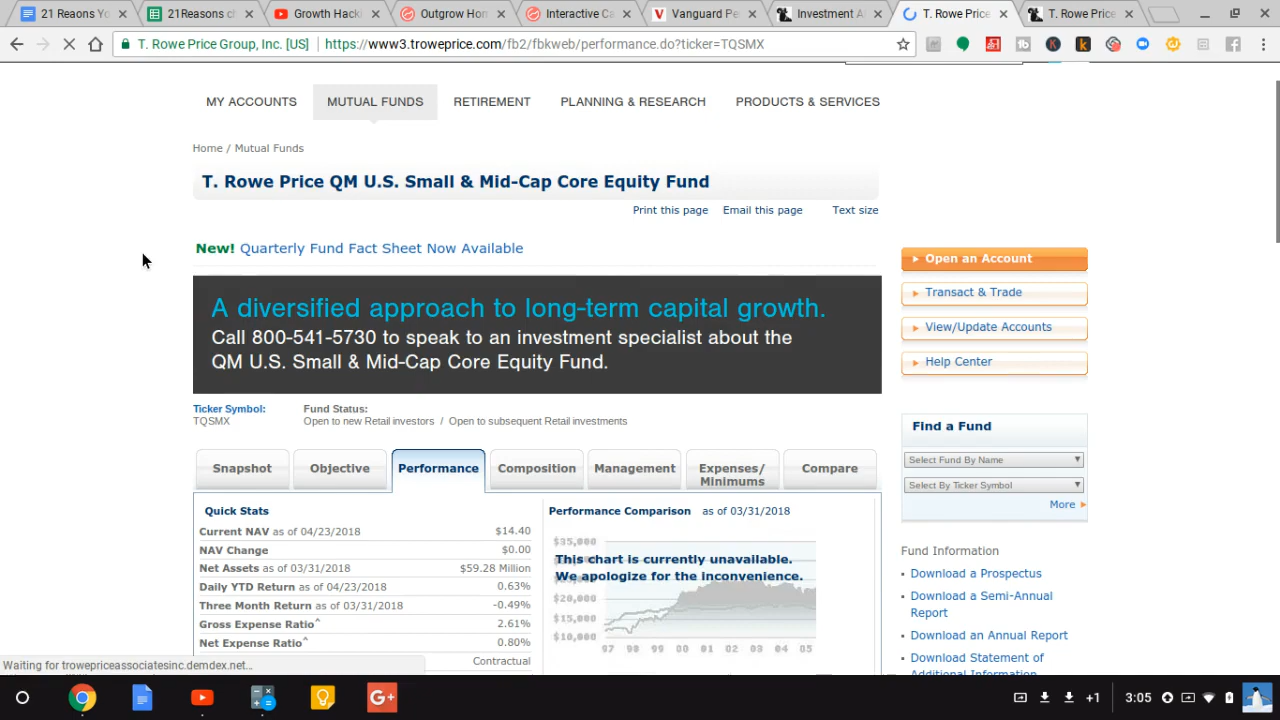 21 Reaons Yo
21Reasons ch
Growth Hack
Outgrow Hon
Interactive Ca
Vanguard Pe
Investment A
T. Rowe Price
T. Rowe Price
T. Rowe Price Group, Inc. [US]
https://www3.troweprice.com/fb2/fbkweb/performance.do?ticker=TQSMX
MY ACCOUNTS
MUTUAL FUNDS
RETIREMENT
PLANNING & RESEARCH
PRODUCTS & SERVICES
Home / Mutual Funds
T. Rowe Price QM U.S. Small & Mid-Cap Core Equity Fund
Print this page
Email this page
Text size
New! Quarterly Fund Fact Sheet Now Available
A diversified approach to long-term capital growth.
Call 800-541-5730 to speak to an investment specialist about the
QM U.S. Small & Mid-Cap Core Equity Fund.
Ticker Symbol:
TQSMX
Fund Status:
Open to new Retail investors / Open to subsequent Retail investments
Snapshot
Objective
Performance
Composition
Management
Expenses/
Minimums
Compare
Quick Stats
Current NAV as of 04/23/2018 $14.40
NAV Change $0.00
Net Assets as of 03/31/2018 $59.28 Million
Daily YTD Return as of 04/23/2018 0.63%
Three Month Return as of 03/31/2018 -0.49%
Gross Expense Ratio^ 2.61%
Net Expense Ratio^ 0.80%
Contractual
Performance Comparison as of 03/31/2018
$35,000
This chart is currently unavailable.
We apologize for the inconvenience.
$20,000
$15,000
$10,000
97 98 99 00 01 02 03 04 05
Open an Account
Transact & Trade
View/Update Accounts
Help Center
Find a Fund
Select Fund By Name
Select By Ticker Symbol
More
Fund Information
Download a Prospectus
Download a Semi-Annual
Report
Download an Annual Report
Download Statement of
Additional Information
Waiting for trowepriceassociatesinc.demdex.net...
G+
+1
3:05